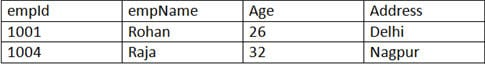 empId empName Age Address
1001 Rohan 26 Delhi
1004 Raja 32 Nagpur